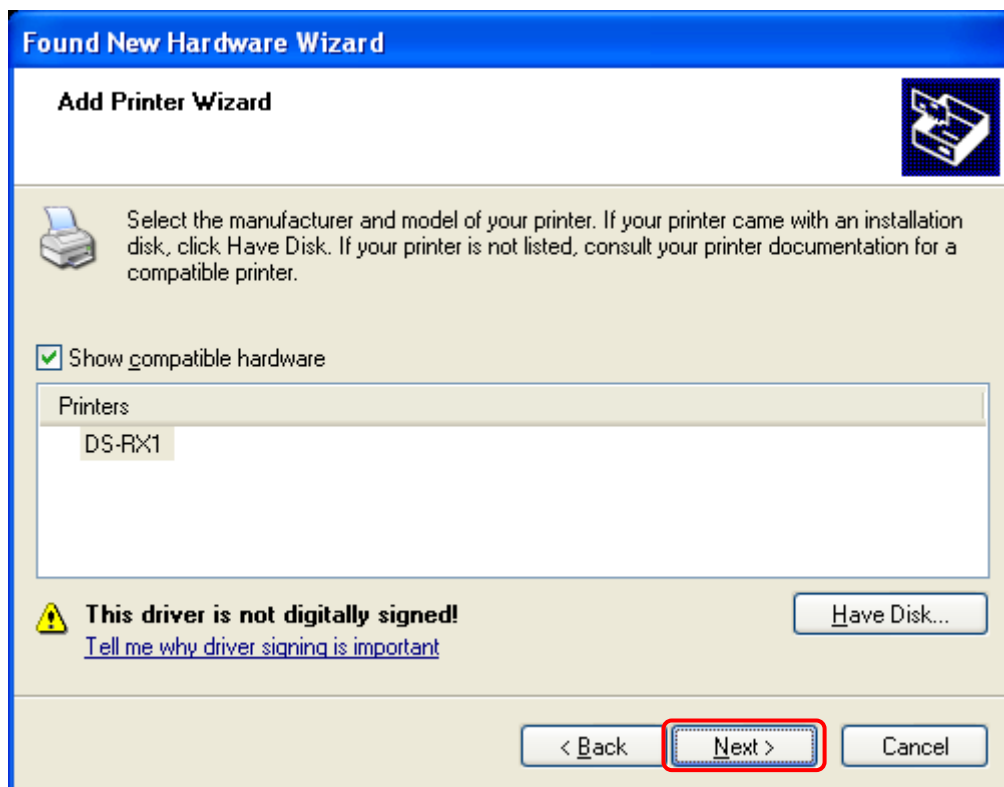 Found New Hardware Wizard
Add Printer Wizard
Select the manufacturer and model of your printer. If your printer came with an installation
disk, click Have Disk. If your printer is not listed, consult your printer documentation for a
compatible printer.
Show compatible hardware
Printers
DS-RX1
This driver is not digitally signed!
Have Disk...
Tell me why driver signing is important
< Back
Next >
Cancel